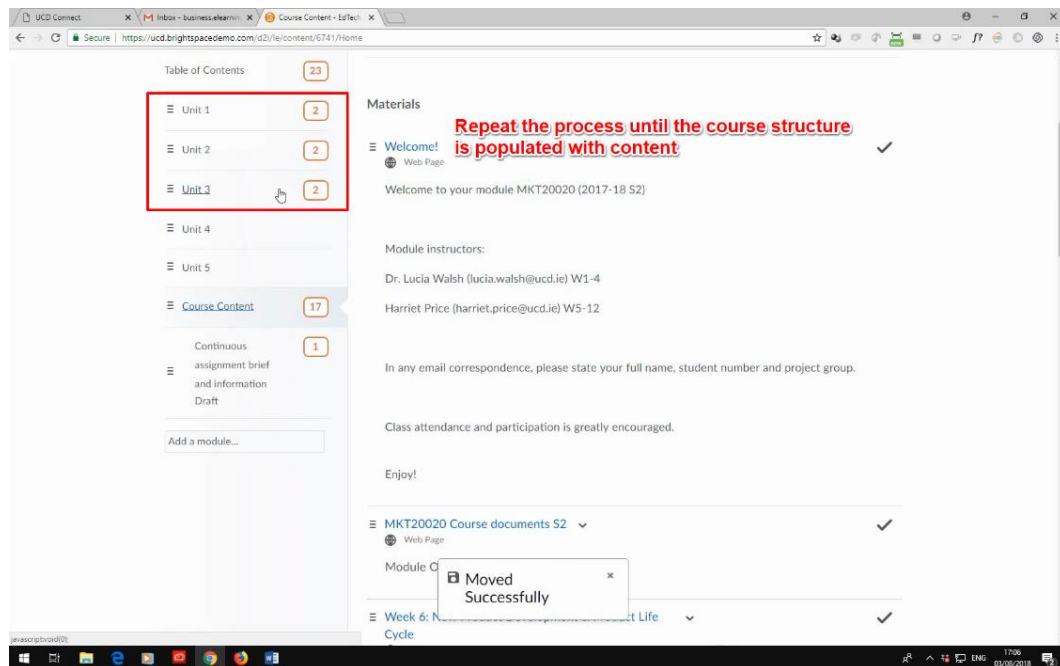 UCD Connect
Inbox - business.elearnin
Course Content - EdTech
Secure | https://ucd.brightspacedemo.com/d2l/le/content/6741/Home
Table of Contents 23
Unit 1 2
Unit 2 2
Unit 3 2
Unit 4
Unit 5
Course Content 17
Continuous 1
assignment brief
and information
Draft
Add a module...
Materials
Repeat the process until the course structure
is populated with content
Welcome!
Web Page
Welcome to your module MKT20020 (2017-18 S2)
Module instructors:
Dr. Lucia Walsh (lucia.walsh@ucd.ie) W1-4
Harriet Price (harriet.price@ucd.ie) W5-12
In any email correspondence, please state your full name, student number and project group.
Class attendance and participation is greatly encouraged.
Enjoy!
MKT20020 Course documents S2
Web Page
Module O
Moved
Successfully
Week 6: Life
Cycle
javascript:void(0);
ENG
17:06
03/08/2018